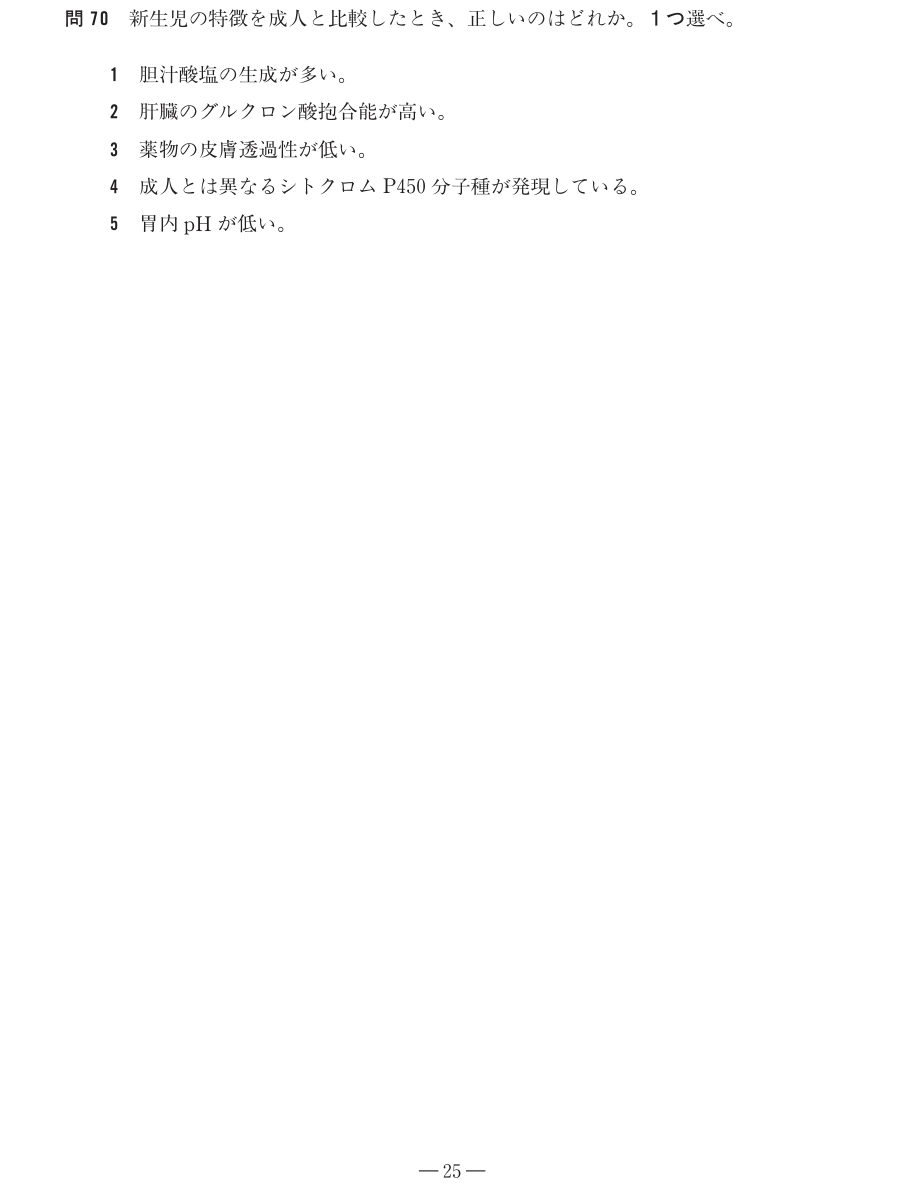 問 70　新生児の特徴を成人と比較したとき、正しいのはどれか。1つ選べ。
1　胆汁酸塩の生成が多い。
2　肝臓のグルクロン酸抱合能が高い。
3　薬物の皮膚透過性が低い。
4　成人とは異なるシトクロム P450 分子種が発現している。
5　胃内 pH が低い。
— 25 —